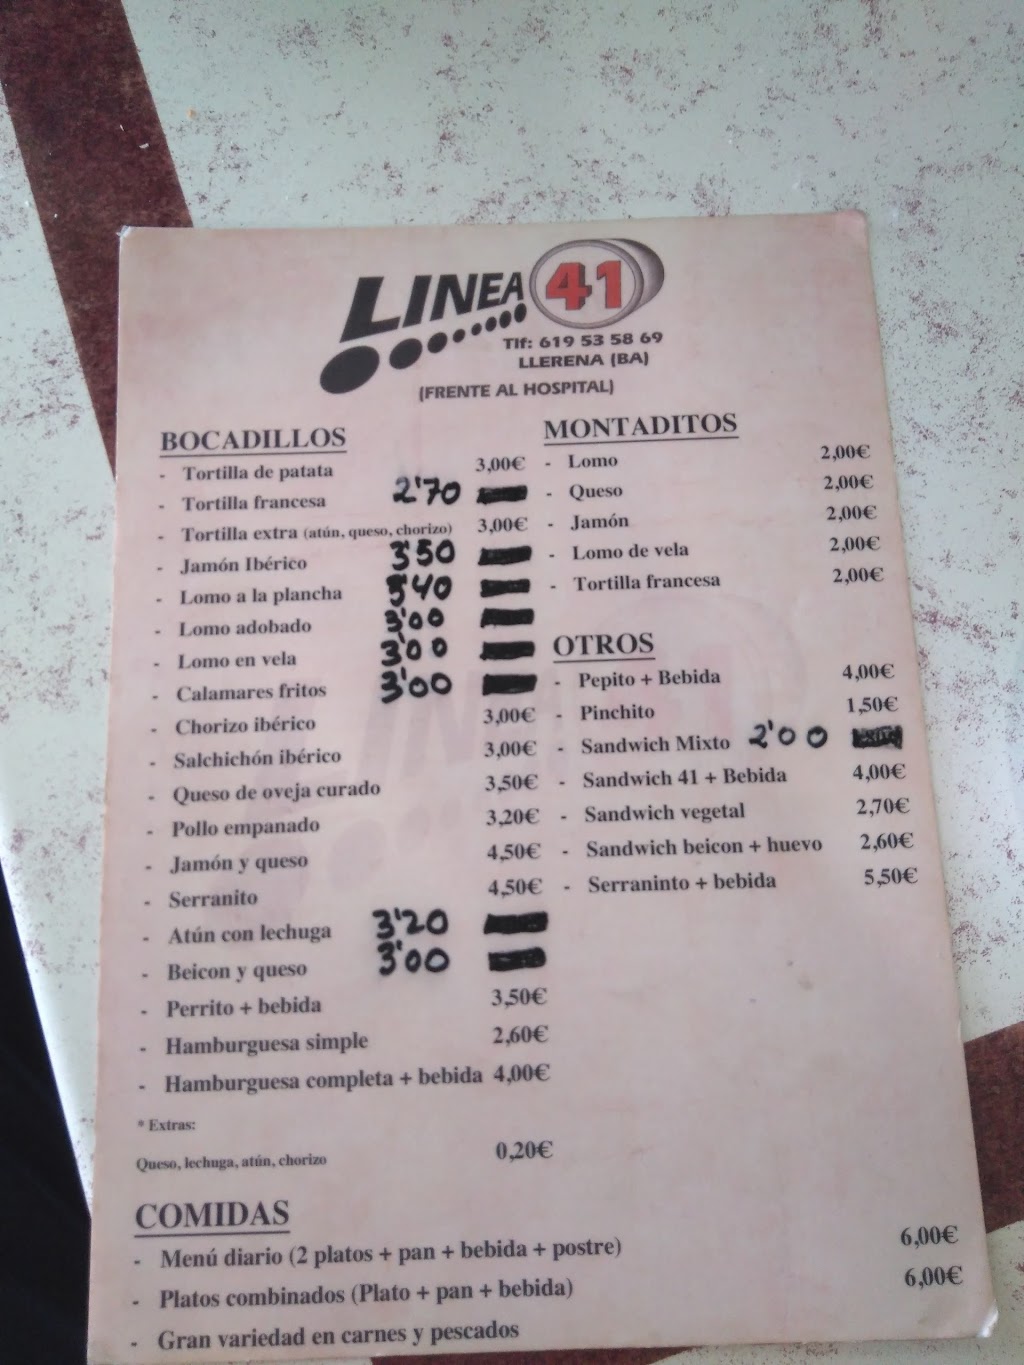 LINEA 41
Tlf: 619 53 58 69
LLERENA (BA)
(FRENTE AL HOSPITAL)
BOCADILLOS
- Tortilla de patata 3,00€
- Tortilla francesa 2'70
- Tortilla extra (atún, queso, chorizo) 3,00€
- Jamón Ibérico 3'50
- Lomo a la plancha 3'40
- Lomo adobado 3'00
- Lomo en vela 3'00
- Calamares fritos 3'00
- Chorizo ibérico 3,00€
- Salchichón ibérico 3,00€
- Queso de oveja curado 3,50€
- Pollo empanado 3,20€
- Jamón y queso 4,50€
- Serranito 4,50€
- Atún con lechuga 3'20
- Beicon y queso 3'00
- Perrito + bebida 3,50€
- Hamburguesa simple 2,60€
- Hamburguesa completa + bebida 4,00€
* Extras:
Queso, lechuga, atún, chorizo 0,20€
MONTADITOS
- Lomo 2,00€
- Queso 2,00€
- Jamón 2,00€
- Lomo de vela 2,00€
- Tortilla francesa 2,00€
OTROS
- Pepito + Bebida 4,00€
- Pinchito 1,50€
- Sandwich Mixto 2'00
- Sandwich 41 + Bebida 4,00€
- Sandwich vegetal 2,70€
- Sandwich beicon + huevo 2,60€
- Serraninto + bebida 5,50€
COMIDAS
- Menú diario (2 platos + pan + bebida + postre) 6,00€
- Platos combinados (Plato + pan + bebida) 6,00€
- Gran variedad en carnes y pescados